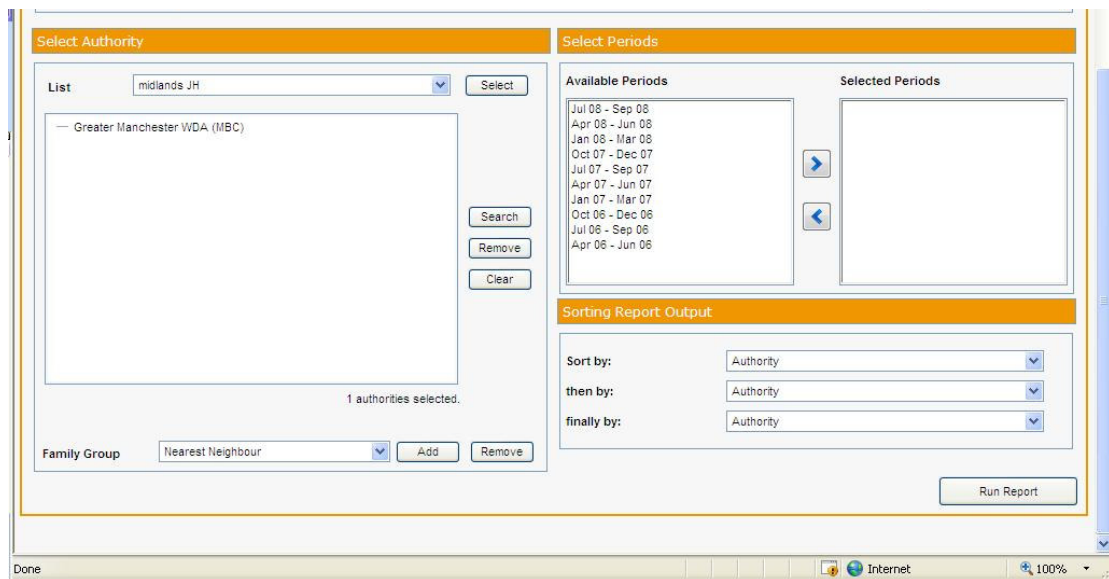 Select Authority
List
midlands JH
Select
Greater Manchester WDA (MBC)
Search
Remove
Clear
1 authorities selected.
Family Group
Nearest Neighbour
Add
Remove
Select Periods
Available Periods
Selected Periods
Jul 08 - Sep 08
Apr 08 - Jun 08
Jan 08 - Mar 08
Oct 07 - Dec 07
Jul 07 - Sep 07
Apr 07 - Jun 07
Jan 07 - Mar 07
Oct 06 - Dec 06
Jul 06 - Sep 06
Apr 06 - Jun 06
Sorting Report Output
Sort by:
Authority
then by:
Authority
finally by:
Authority
Run Report
Done
Internet
100%